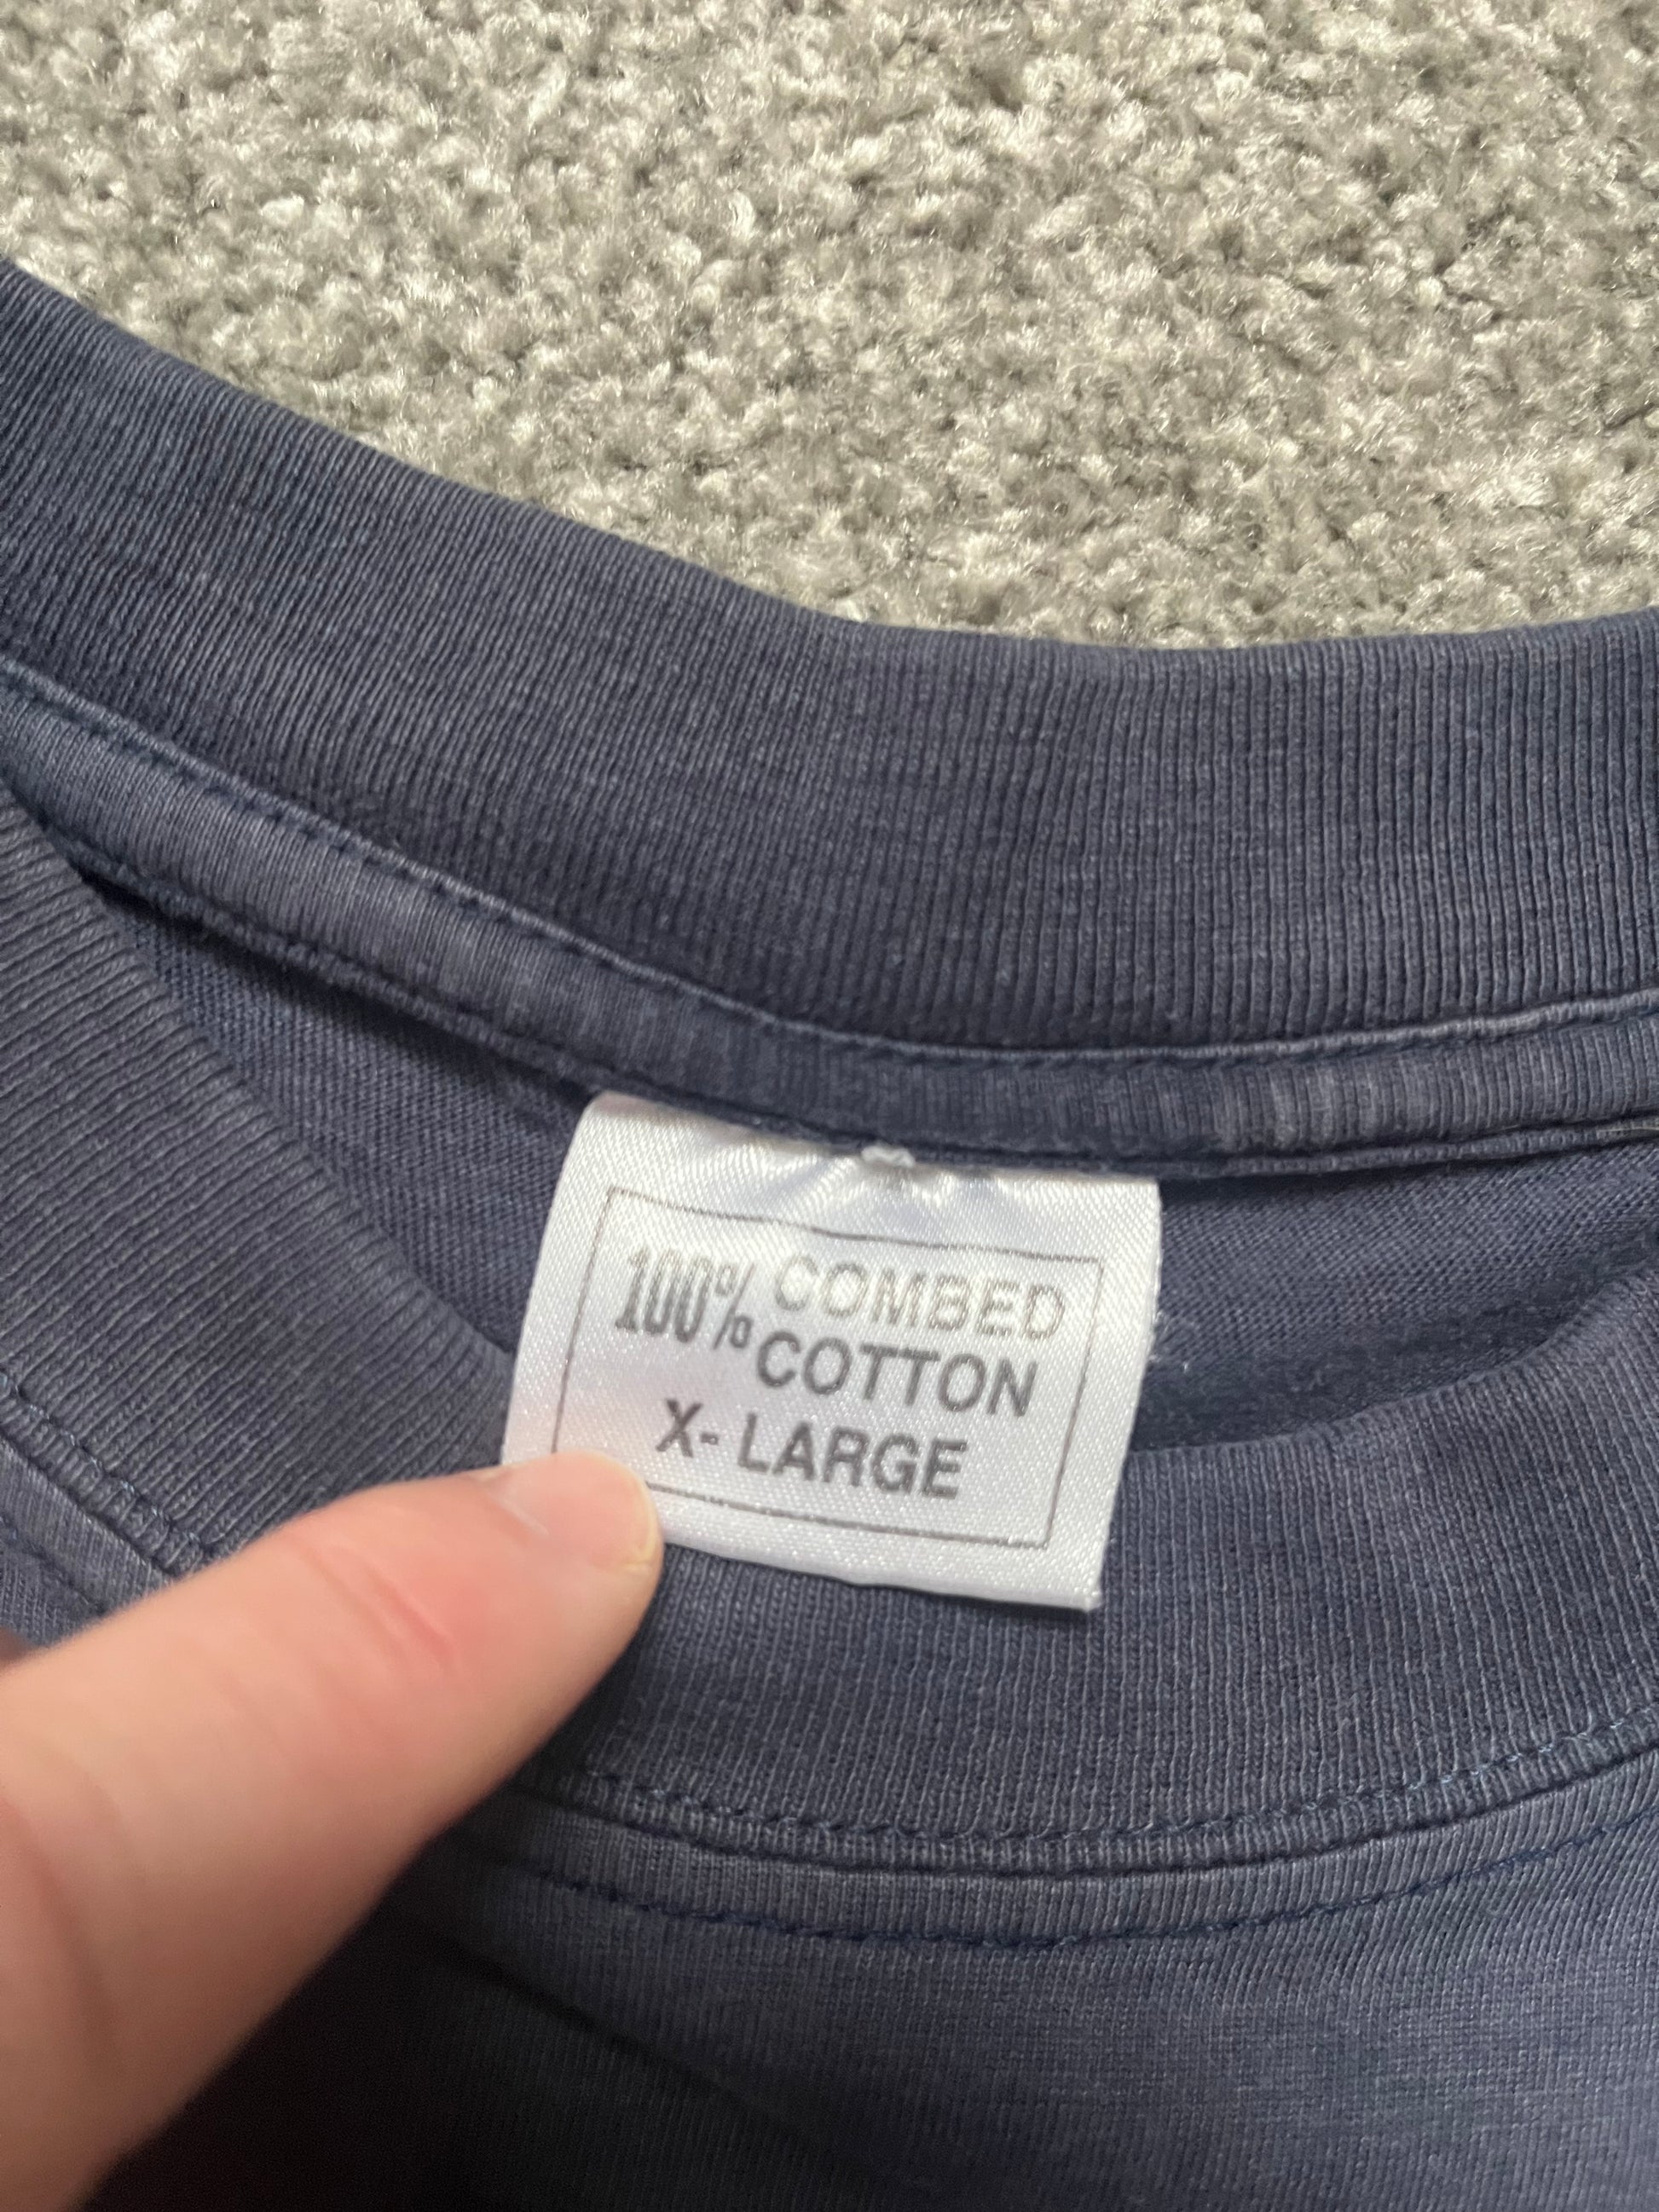 100% COMBED
COTTON
X-LARGE